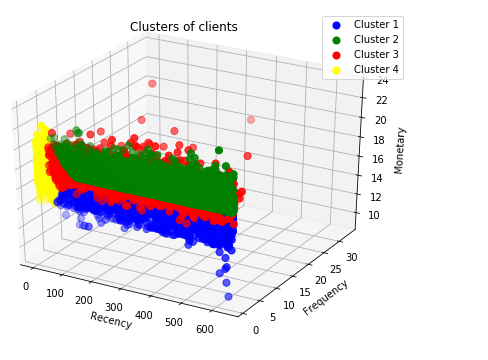 Clusters of clients
Cluster 1
Cluster 2
Cluster 3
Cluster 4
24
22
20
18
16
14
12
10
Monetary
30
25
20
15
10
5
0
Frequency
0
100
200
300
400
500
600
Recency